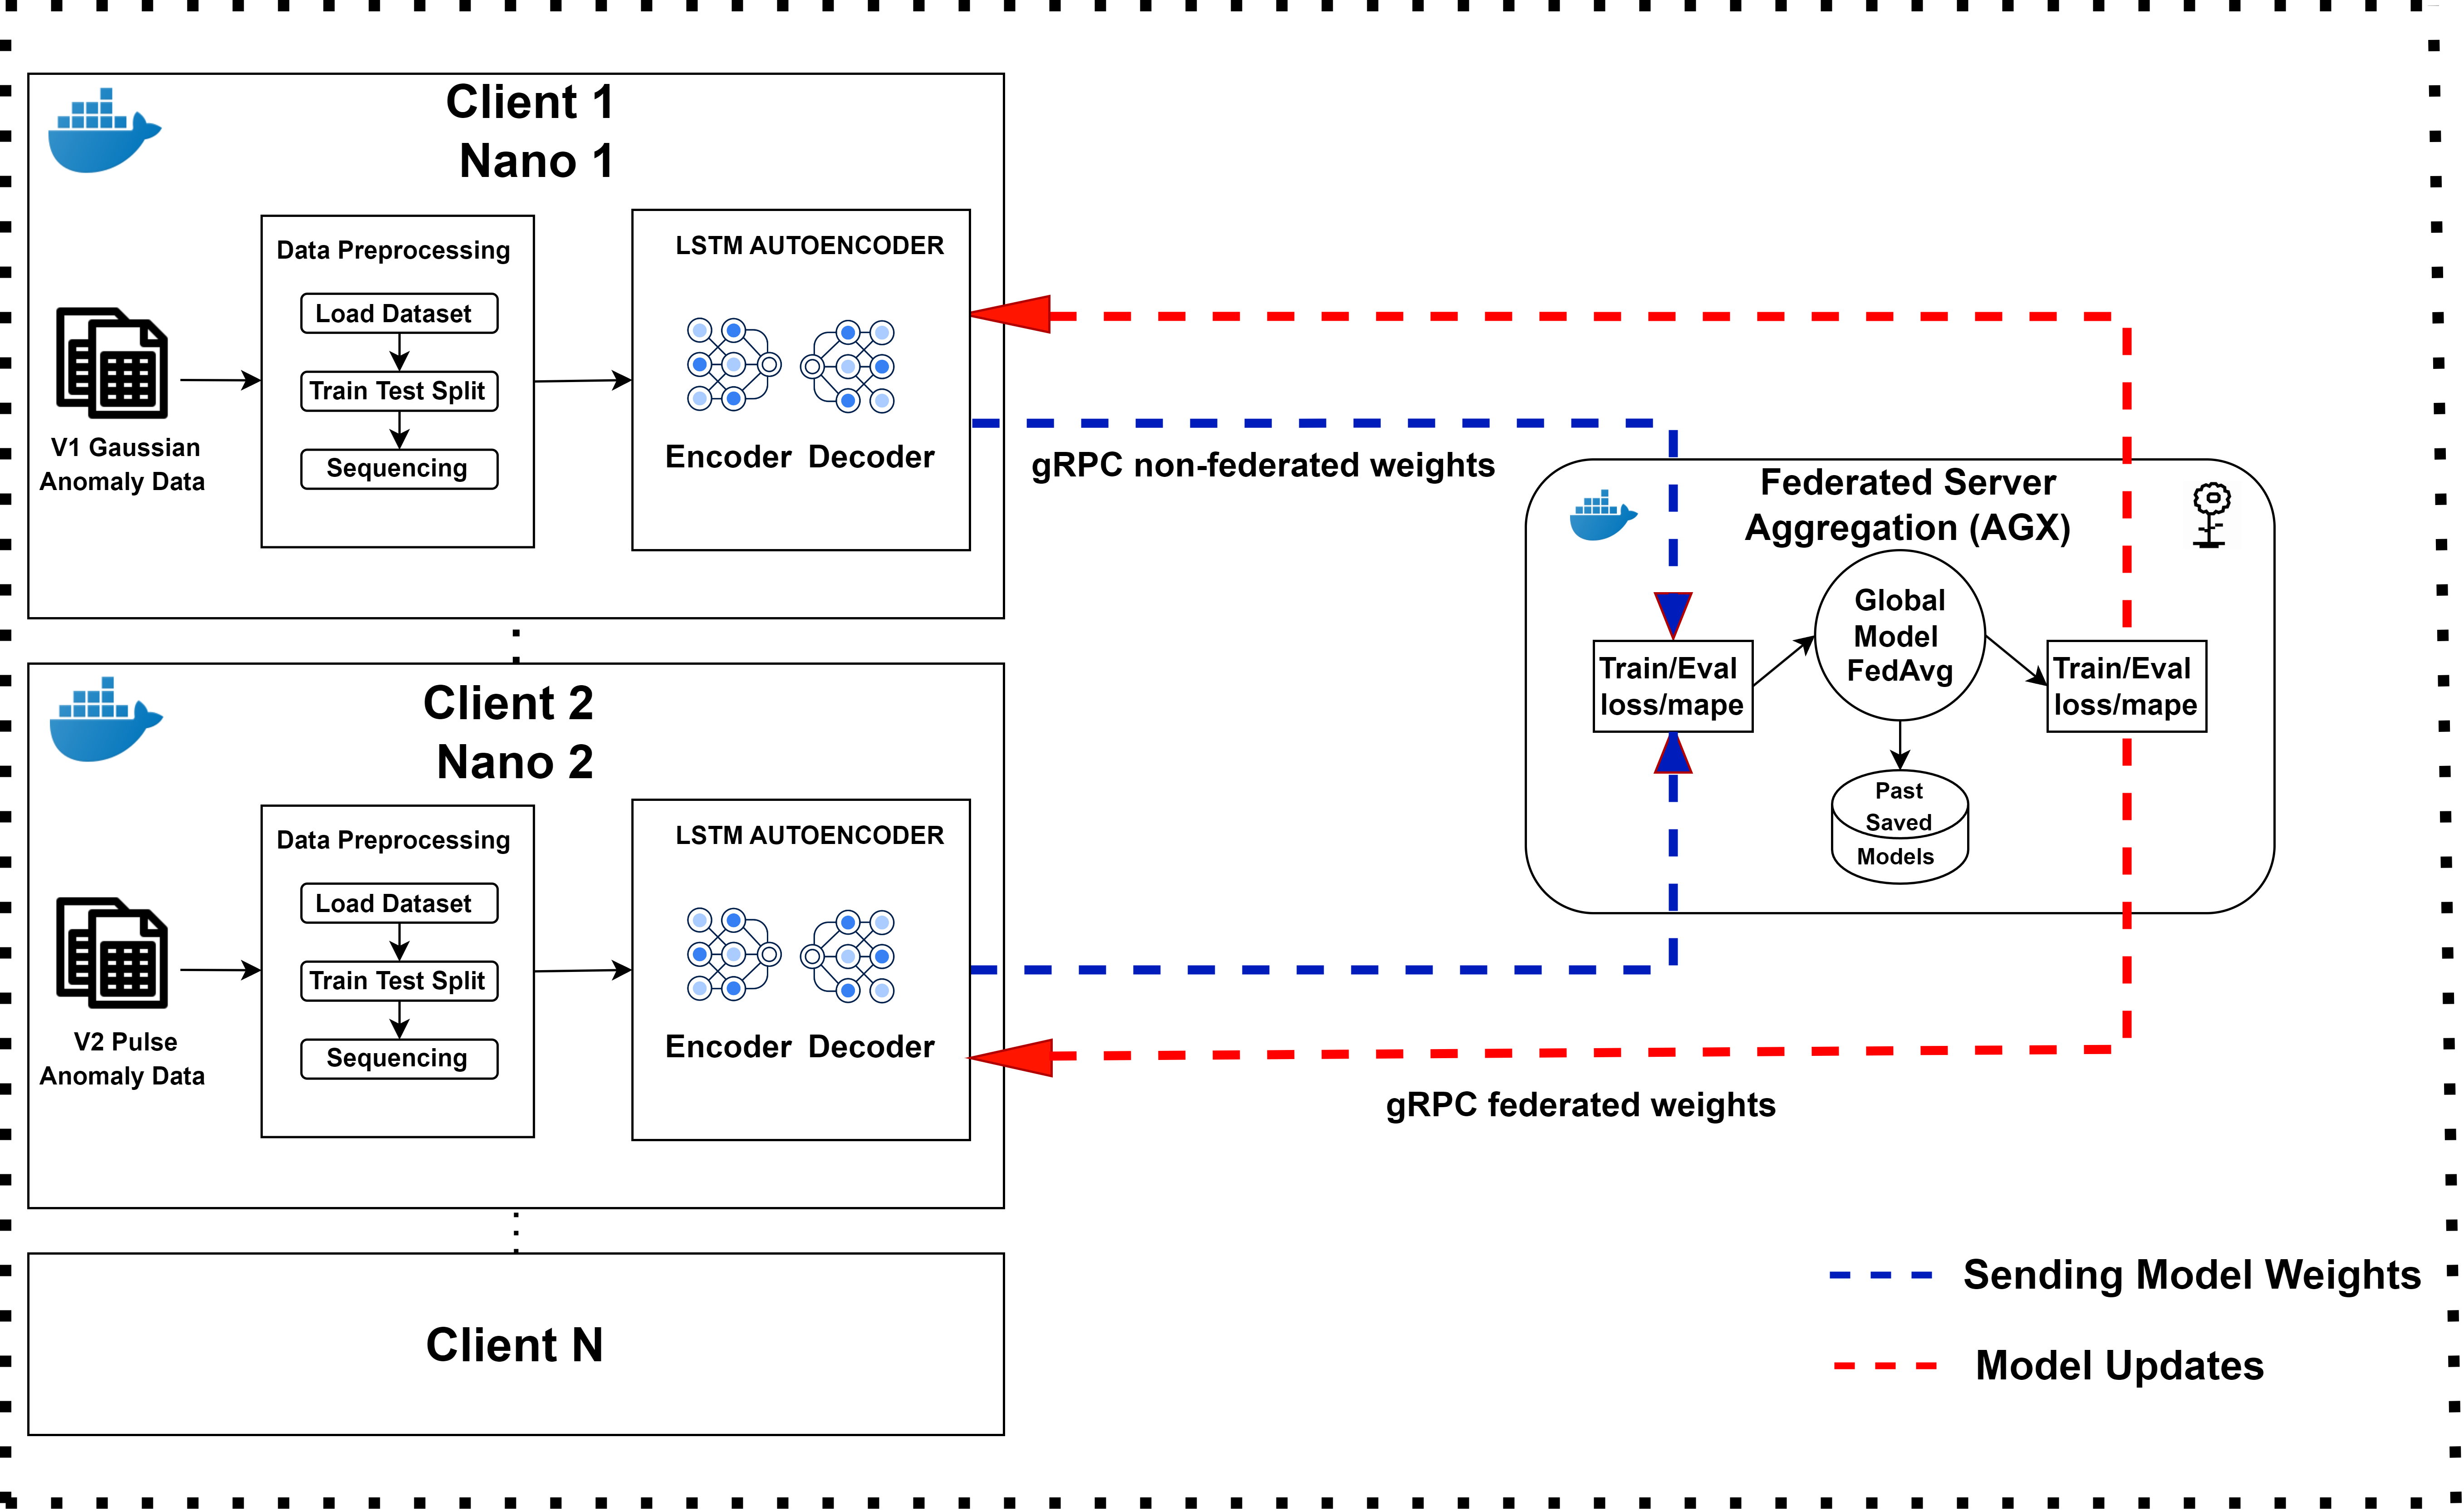 Client 1
Nano 1
Data Preprocessing
Load Dataset
Train Test Split
Sequencing
V1 Gaussian
Anomaly Data
LSTM AUTOENCODER
Encoder Decoder
gRPC non-federated weights
Federated Server
Aggregation (AGX)
Train/Eval
loss/mape
Global
Model
FedAvg
Train/Eval
loss/mape
Past
Saved
Models
Client 2
Nano 2
Data Preprocessing
Load Dataset
Train Test Split
Sequencing
V2 Pulse
Anomaly Data
LSTM AUTOENCODER
Encoder Decoder
gRPC federated weights
Client N
Sending Model Weights
Model Updates